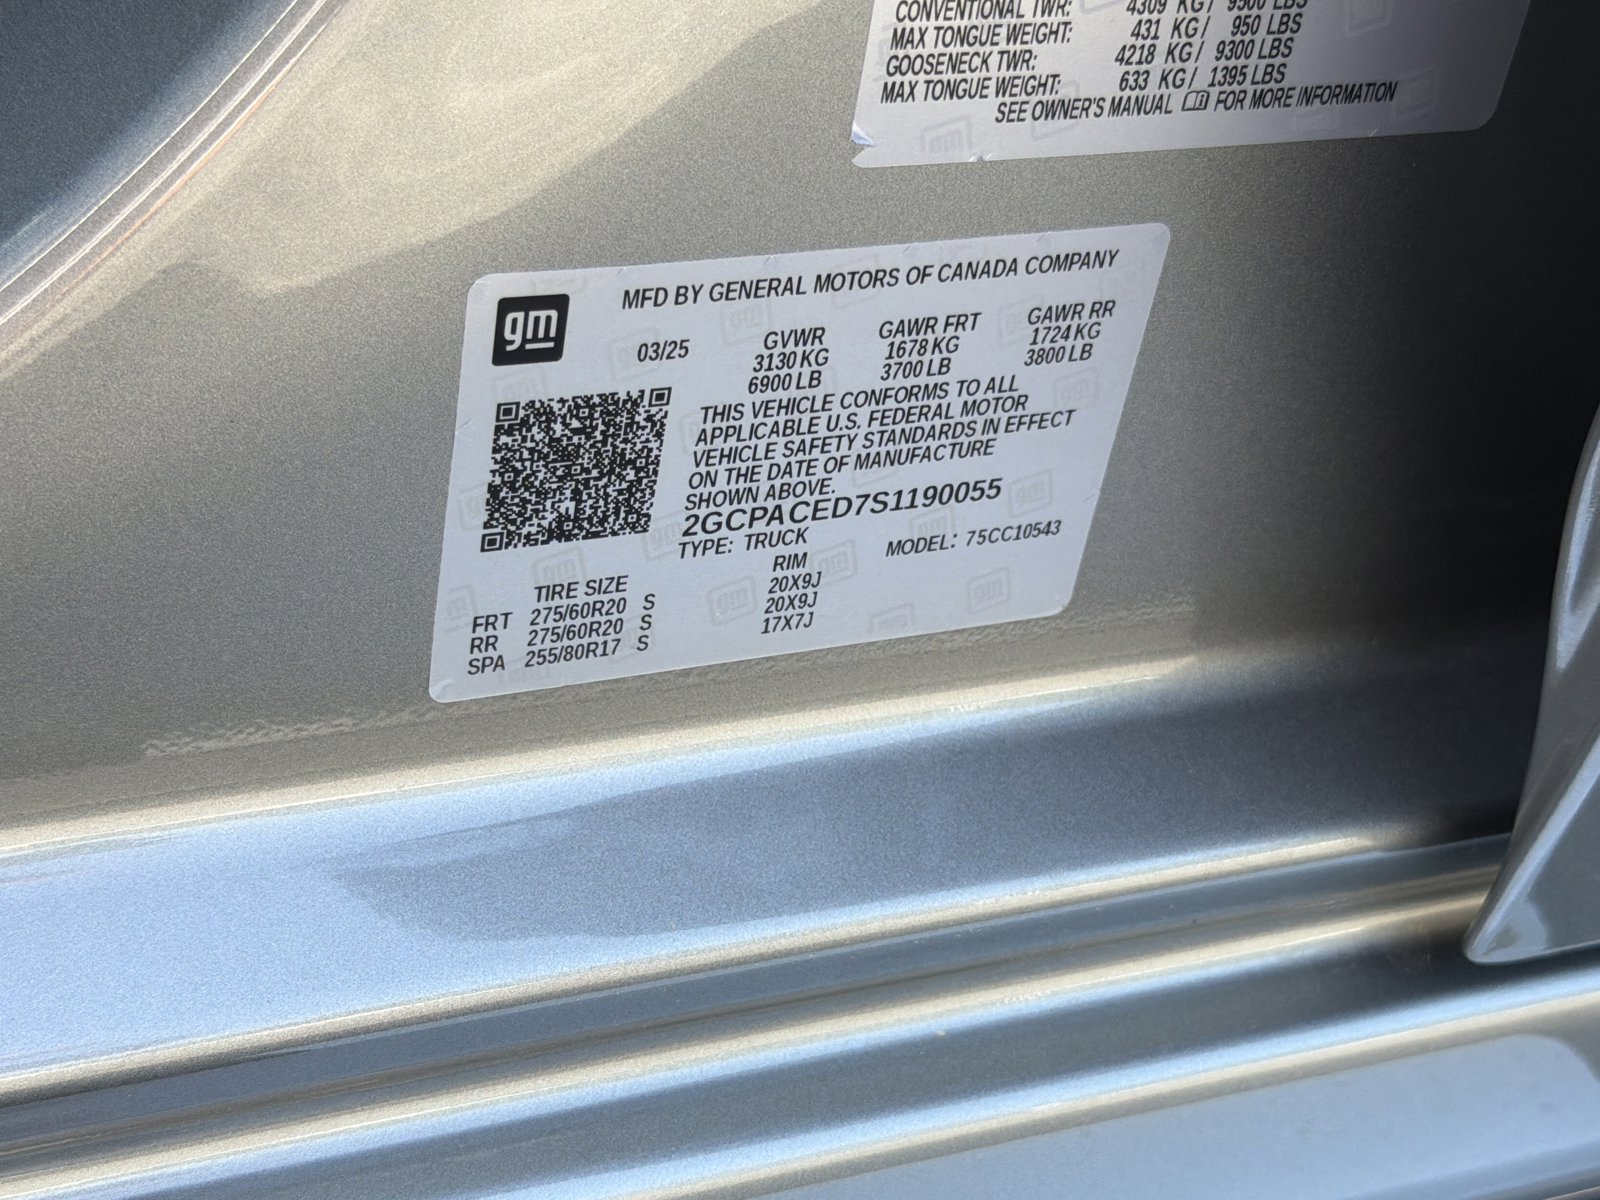 CONVENTIONAL TWR: 4309 KG/ 9500 LBS
MAX TONGUE WEIGHT: 431 KG/ 950 LBS
GOOSENECK TWR: 4218 KG/ 9300 LBS
MAX TONGUE WEIGHT: 633 KG/ 1395 LBS
SEE OWNER'S MANUAL FOR MORE INFORMATION
gm
MFD BY GENERAL MOTORS OF CANADA COMPANY
03/25
GVWR
3130 KG
6900 LB
GAWR FRT
1678 KG
3700 LB
GAWR RR
1724 KG
3800 LB
THIS VEHICLE CONFORMS TO ALL
APPLICABLE U.S. FEDERAL MOTOR
VEHICLE SAFETY STANDARDS IN EFFECT
ON THE DATE OF MANUFACTURE
SHOWN ABOVE.
2GCPACED7S1190055
TYPE: TRUCK MODEL: 75CC10543
TIRE SIZE RIM
FRT 275/60R20 S 20X9J
RR 275/60R20 S 20X9J
SPA 255/80R17 S 17X7J